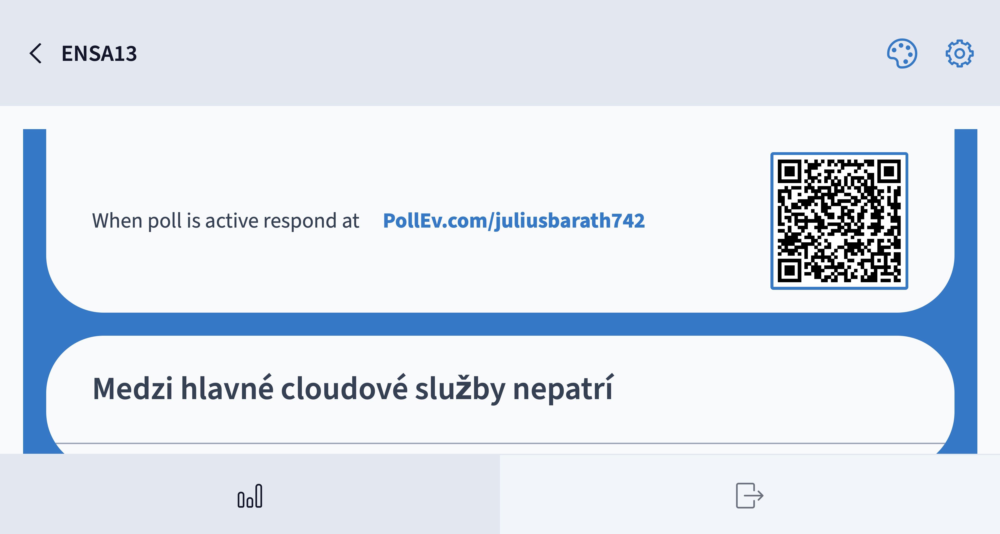 ENSA13
When poll is active respond at PollEv.com/juliusbarath742
Medzi hlavné cloudové služby nepatrí